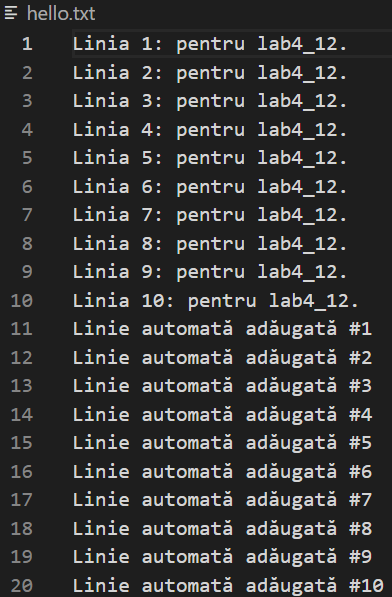 hello.txt
1 Linia 1: pentru lab4_12.
2 Linia 2: pentru lab4_12.
3 Linia 3: pentru lab4_12.
4 Linia 4: pentru lab4_12.
5 Linia 5: pentru lab4_12.
6 Linia 6: pentru lab4_12.
7 Linia 7: pentru lab4_12.
8 Linia 8: pentru lab4_12.
9 Linia 9: pentru lab4_12.
10 Linia 10: pentru lab4_12.
11 Linie automată adăugată #1
12 Linie automată adăugată #2
13 Linie automată adăugată #3
14 Linie automată adăugată #4
15 Linie automată adăugată #5
16 Linie automată adăugată #6
17 Linie automată adăugată #7
18 Linie automată adăugată #8
19 Linie automată adăugată #9
20 Linie automată adăugată #10